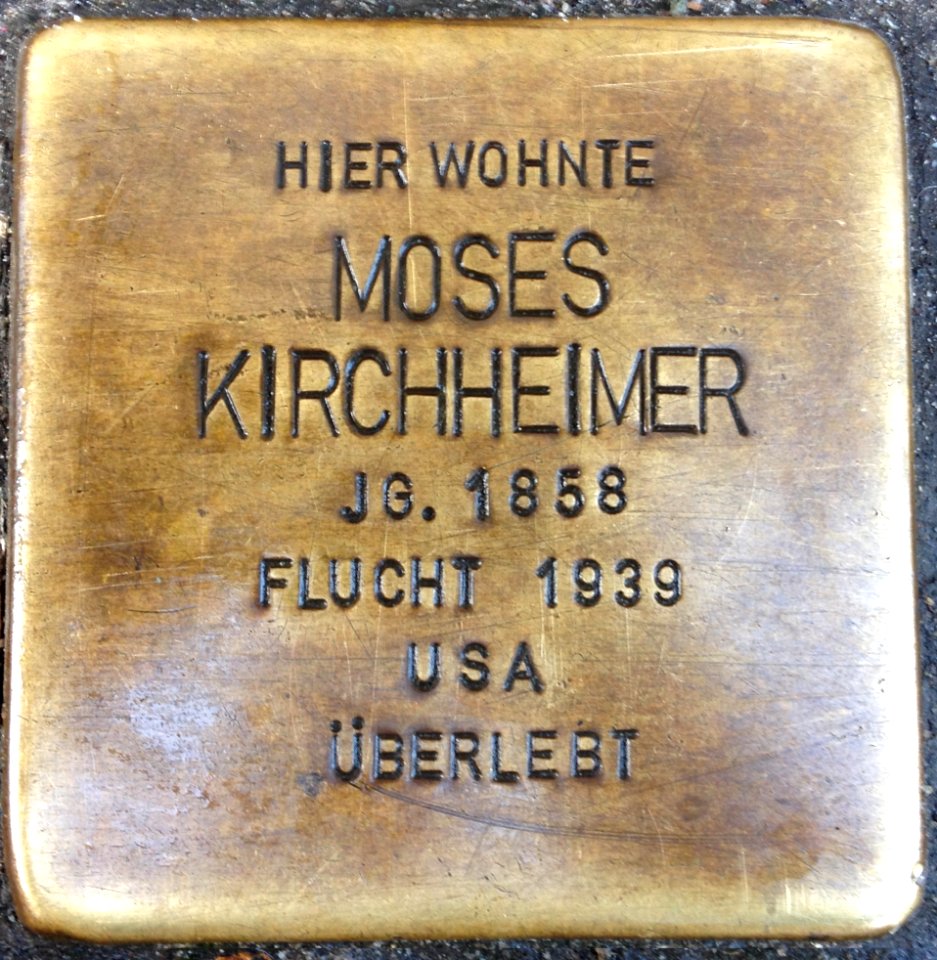 HIER WOHNTE
MOSES
KIRCHHEIMER
JG. 1858
FLUCHT 1939
USA
ÜBERLEBT